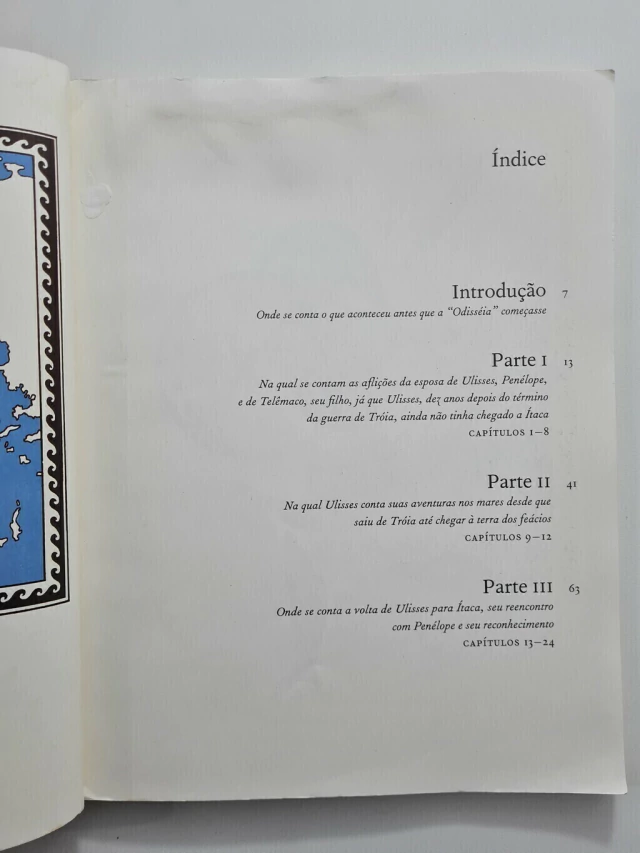 Índice
Introdução 7
Onde se conta o que aconteceu antes que a "Odisséia" começasse
Parte I 13
Na qual se contam as aflições da esposa de Ulisses, Penélope,
e de Telêmaco, seu filho, já que Ulisses, dez anos depois do término
da guerra de Tróia, ainda não tinha chegado a Ítaca
CAPÍTULOS 1–8
Parte II 41
Na qual Ulisses conta suas aventuras nos mares desde que
saiu de Tróia até chegar à terra dos feácios
CAPÍTULOS 9–12
Parte III 63
Onde se conta a volta de Ulisses para Ítaca, seu reencontro
com Penélope e seu reconhecimento
CAPÍTULOS 13–24